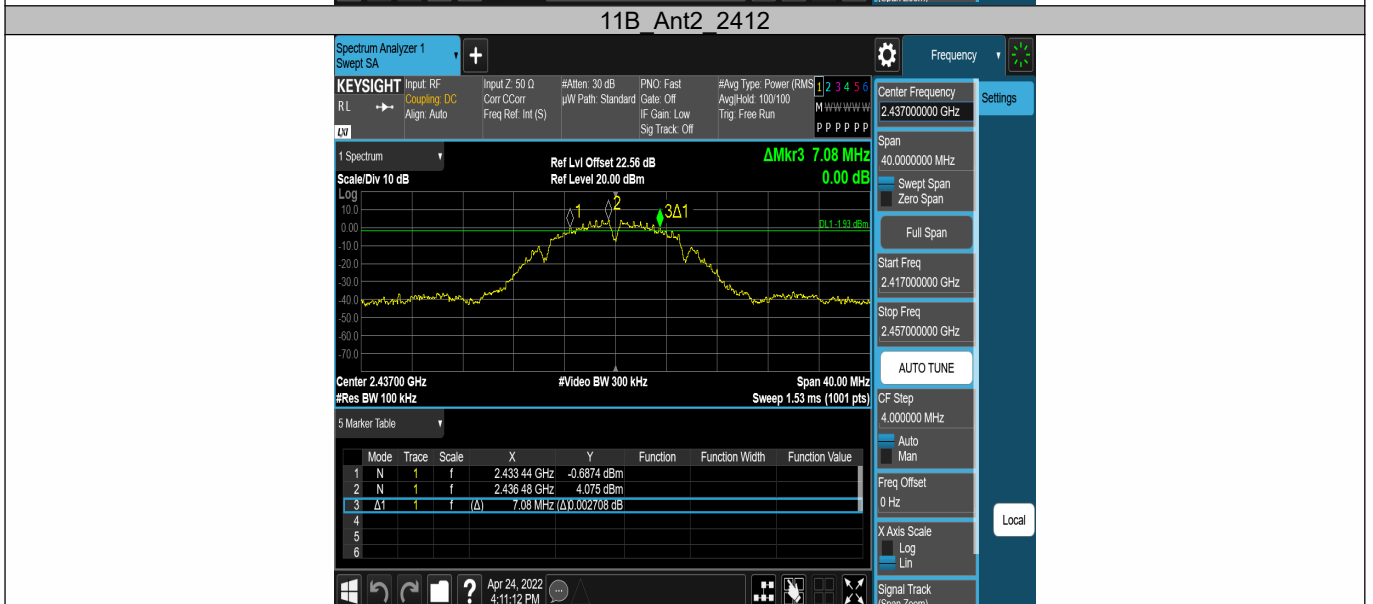 (Span Zoom)
11B_Ant2_2412
Spectrum Analyzer 1
Swept SA
+
Frequency
KEYSIGHT
R L
LXI
Input: RF
Coupling: DC
Align: Auto
Input Z: 50 Ω
Corr CCorr
Freq Ref: Int (S)
#Atten: 30 dB
µW Path: Standard
PNO: Fast
Gate: Off
IF Gain: Low
Sig Track: Off
#Avg Type: Power (RMS
Avg|Hold: 100/100
Trig: Free Run
1 2 3 4 5 6
M W W W W W
P P P P P P
Center Frequency
2.437000000 GHz
Settings
Span
40.0000000 MHz
Swept Span
Zero Span
Full Span
Start Freq
2.417000000 GHz
Stop Freq
2.457000000 GHz
AUTO TUNE
CF Step
4.000000 MHz
Auto
Man
Freq Offset
0 Hz
X Axis Scale
Log
Lin
Signal Track
(Span Zoom)
Local
1 Spectrum
Scale/Div 10 dB
Ref Lvl Offset 22.56 dB
Ref Level 20.00 dBm
ΔMkr3 7.08 MHz
0.00 dB
Log
10.0
0.00
-10.0
-20.0
-30.0
-40.0
-50.0
-60.0
-70.0
1
2
3Δ1
DL1 -1.93 dBm
Center 2.43700 GHz
#Video BW 300 kHz
Span 40.00 MHz
#Res BW 100 kHz
Sweep 1.53 ms (1001 pts)
5 Marker Table
Mode Trace Scale X Y Function Function Width Function Value
1 N 1 f 2.433 44 GHz -0.6874 dBm
2 N 1 f 2.436 48 GHz 4.075 dBm
3 Δ1 1 f (Δ) 7.08 MHz (Δ) 0.002708 dB
4
5
6
?
Apr 24, 2022
4:11:12 PM